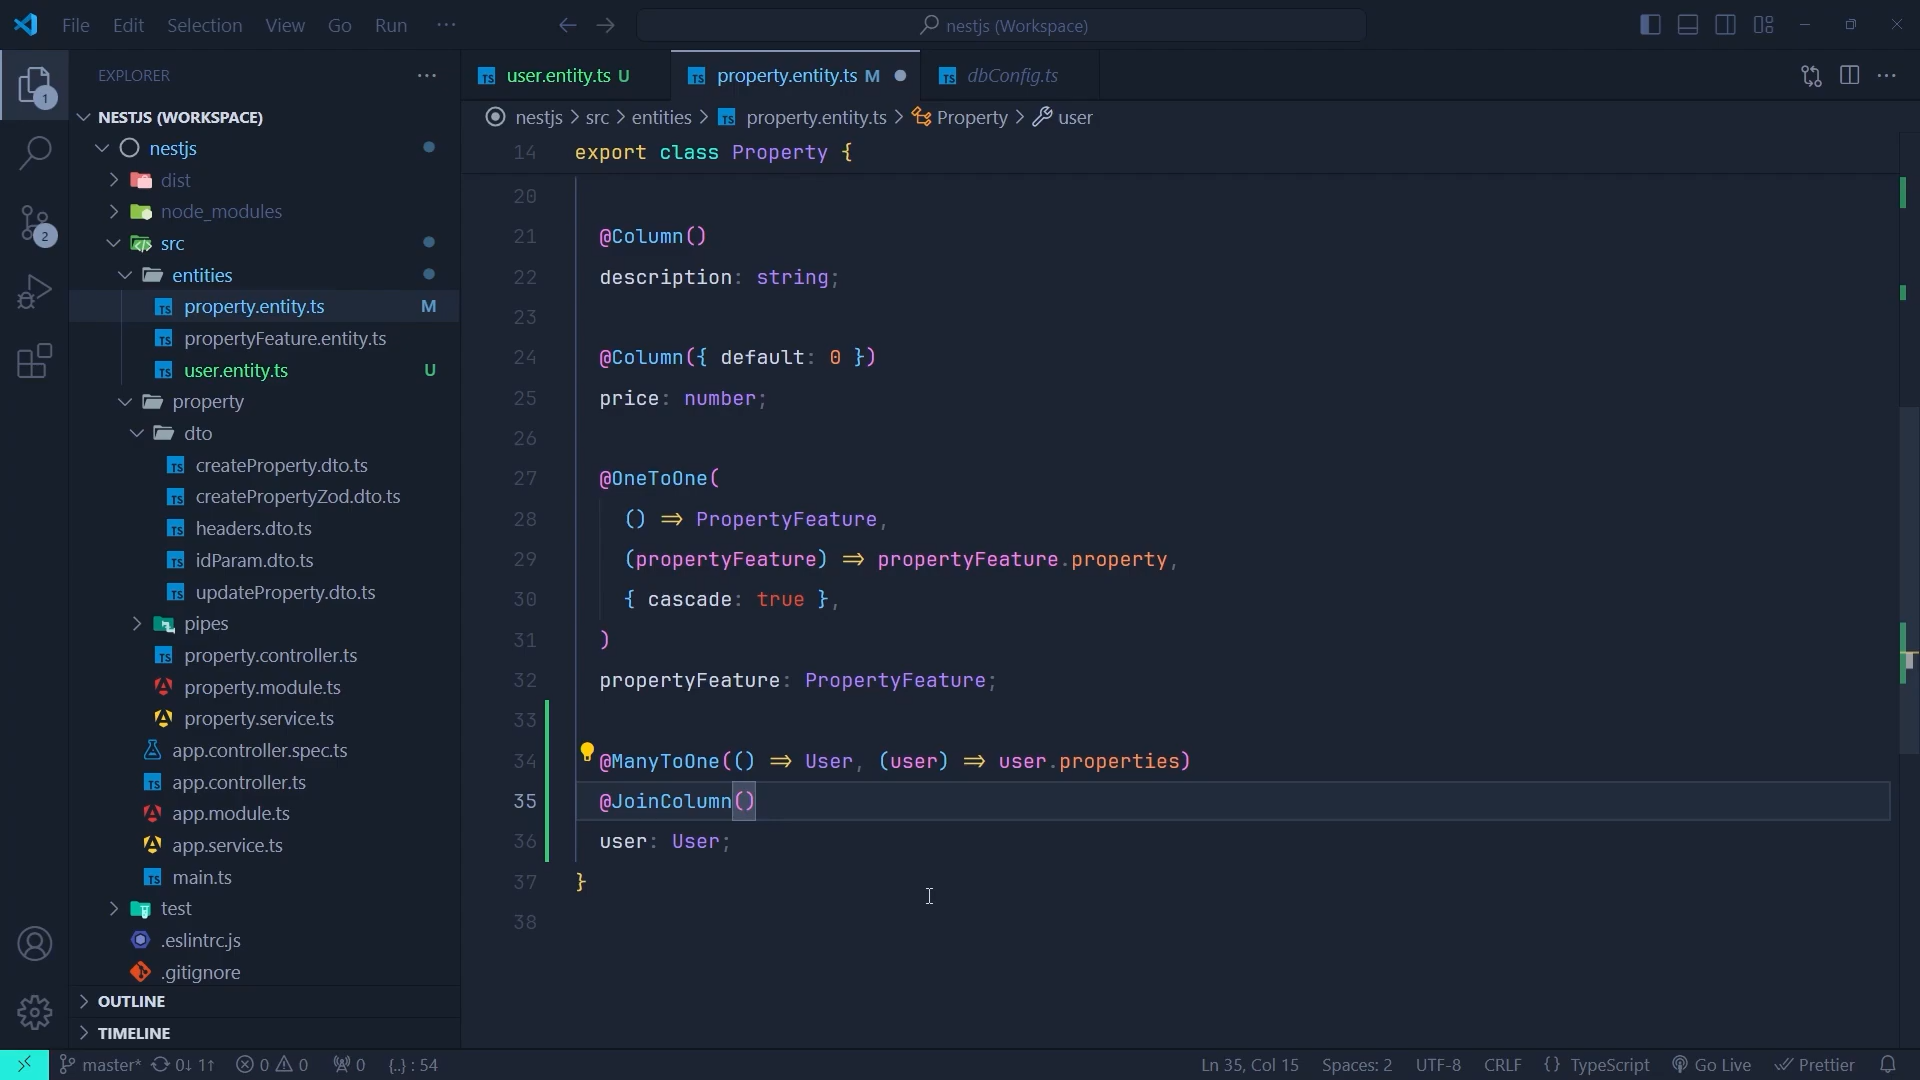 File Edit Selection View Go Run ···
nestjs (Workspace)
EXPLORER
NESTJS (WORKSPACE)
nestjs
dist
node_modules
src
entities
property.entity.ts M
propertyFeature.entity.ts
user.entity.ts U
property
dto
createProperty.dto.ts
createPropertyZod.dto.ts
headers.dto.ts
idParam.dto.ts
updateProperty.dto.ts
pipes
property.controller.ts
property.module.ts
property.service.ts
app.controller.spec.ts
app.controller.ts
app.module.ts
app.service.ts
main.ts
test
.eslintrc.js
.gitignore
OUTLINE
TIMELINE
1
2
user.entity.ts U
property.entity.ts M
dbConfig.ts
nestjs > src > entities > property.entity.ts > Property > user
14 export class Property {
20
21 @Column()
22 description: string;
23
24 @Column({ default: 0 })
25 price: number;
26
27 @OneToOne(
28 () => PropertyFeature,
29 (propertyFeature) => propertyFeature.property,
30 { cascade: true },
31 )
32 propertyFeature: PropertyFeature;
33
34 @ManyToOne(() => User, (user) => user.properties)
35 @JoinColumn()
36 user: User;
37 }
38
master* 0↓ 1↑ 0 0 0 {..} : 54
Ln 35, Col 15 Spaces: 2 UTF-8 CRLF {} TypeScript Go Live Prettier